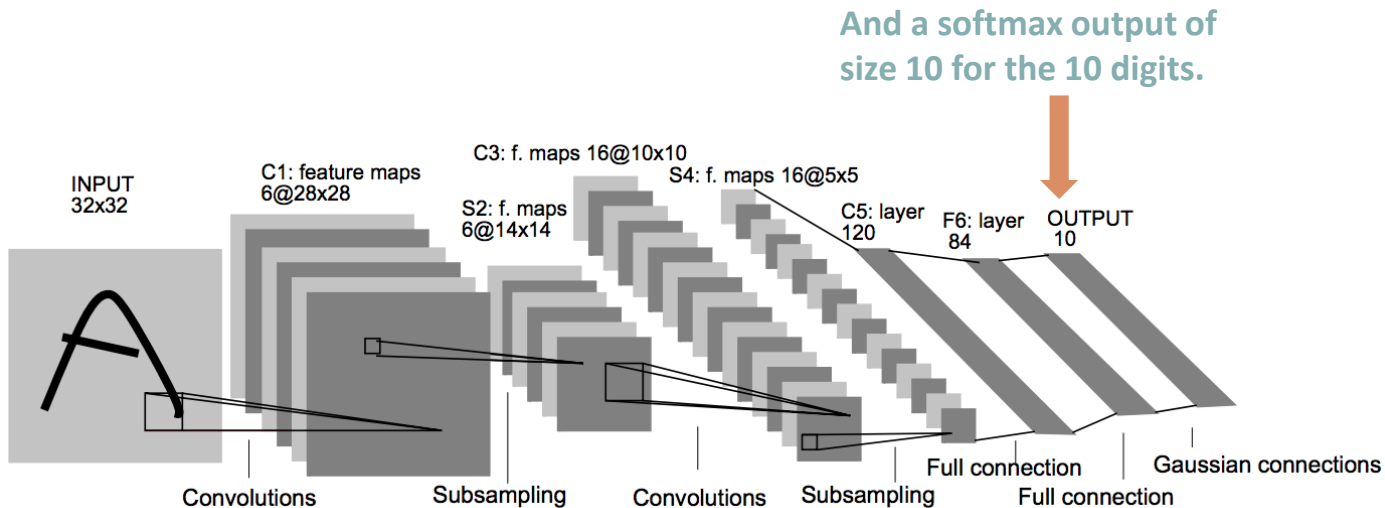 And a softmax output of
size 10 for the 10 digits.
INPUT
32x32
C1: feature maps
6@28x28
S2: f. maps
6@14x14
C3: f. maps 16@10x10
S4: f. maps 16@5x5
C5: layer
120
F6: layer
84
OUTPUT
10
A
Convolutions
Subsampling
Convolutions
Subsampling
Full connection
Full connection
Gaussian connections